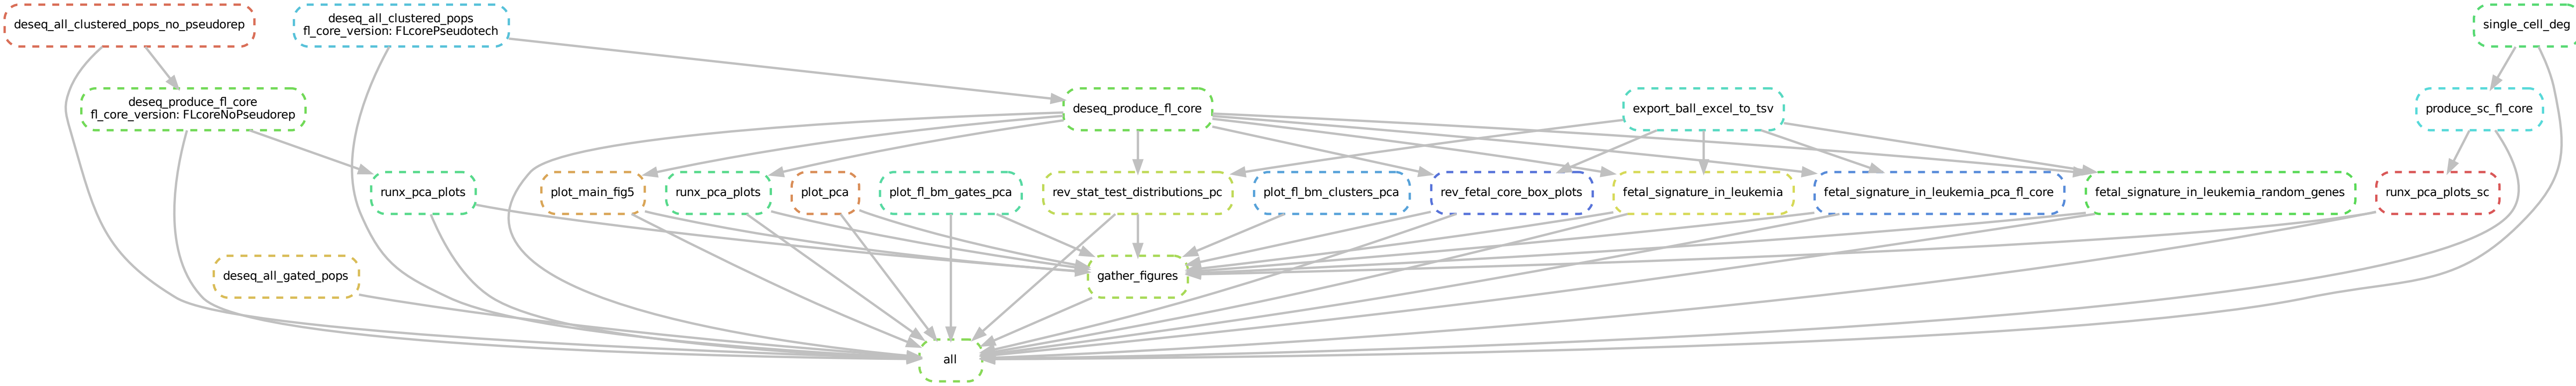 deseq_all_clustered_pops_no_pseudorep
deseq_all_clustered_pops
fl_core_version: FLcorePseudotech
single_cell_deg
deseq_produce_fl_core
fl_core_version: FLcoreNoPseudorep
deseq_produce_fl_core
export_ball_excel_to_tsv
produce_sc_fl_core
runx_pca_plots
plot_main_fig5
runx_pca_plots
plot_pca
plot_fl_bm_gates_pca
rev_stat_test_distributions_pc
plot_fl_bm_clusters_pca
rev_fetal_core_box_plots
fetal_signature_in_leukemia
fetal_signature_in_leukemia_pca_fl_core
fetal_signature_in_leukemia_random_genes
runx_pca_plots_sc
deseq_all_gated_pops
gather_figures
all